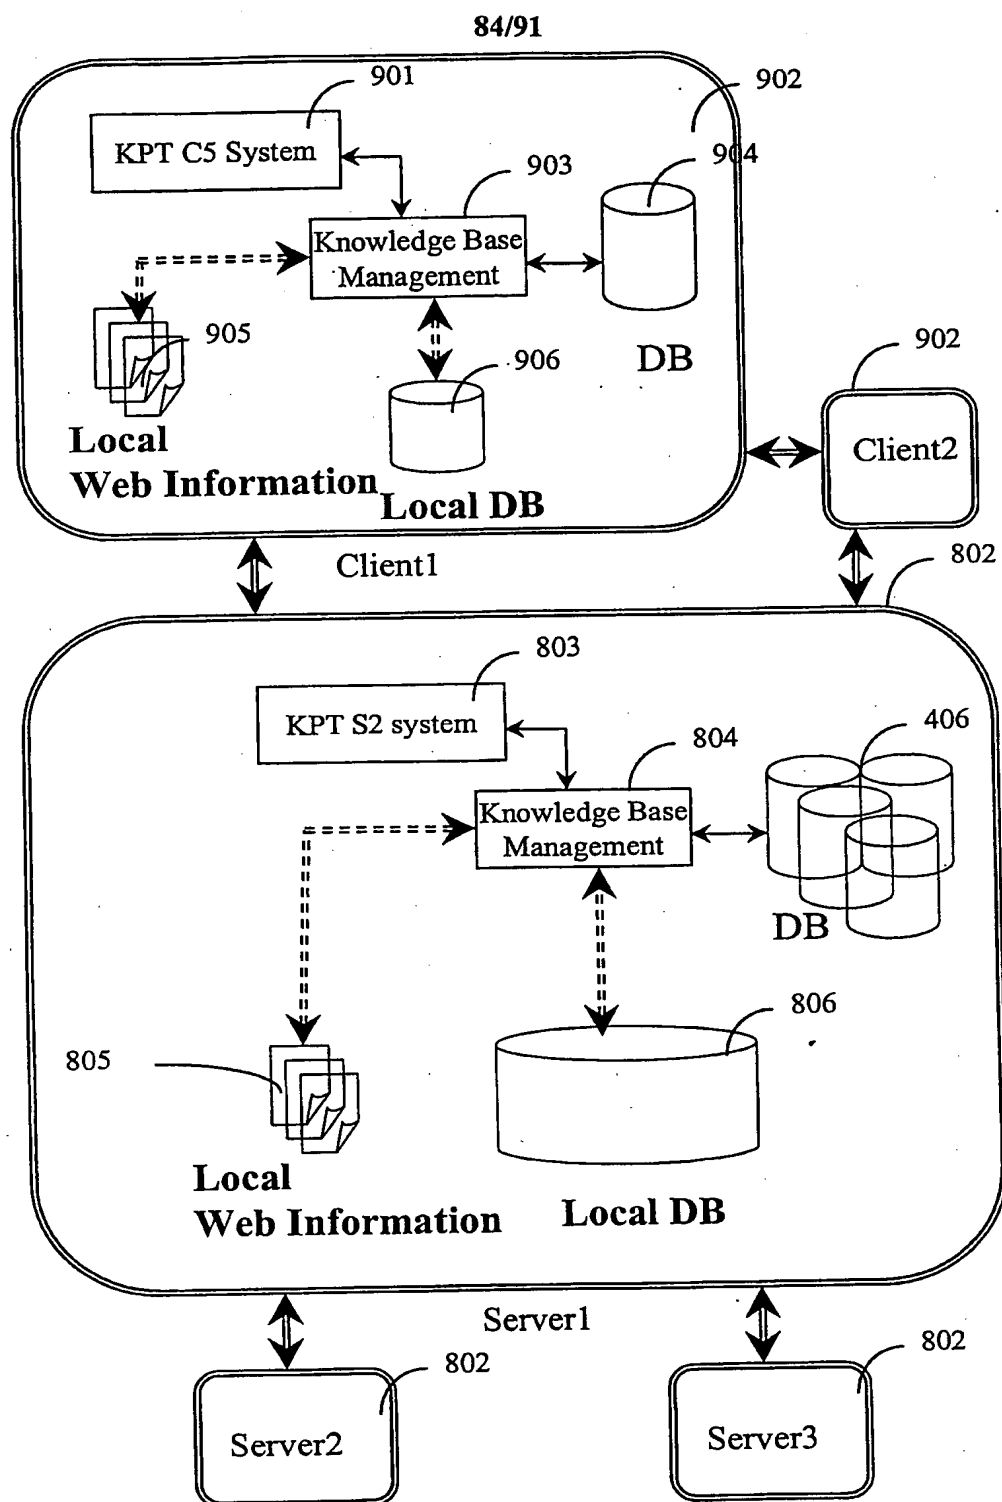 84/91
901
902
KPT C5 System
903
904
Knowledge Base
Management
905
906
DB
902
Local
Web Information
Local DB
Client2
Client1
802
803
KPT S2 system
804
406
Knowledge Base
Management
DB
806
805
Local
Web Information
Local DB
Server1
802
802
Server2
Server3